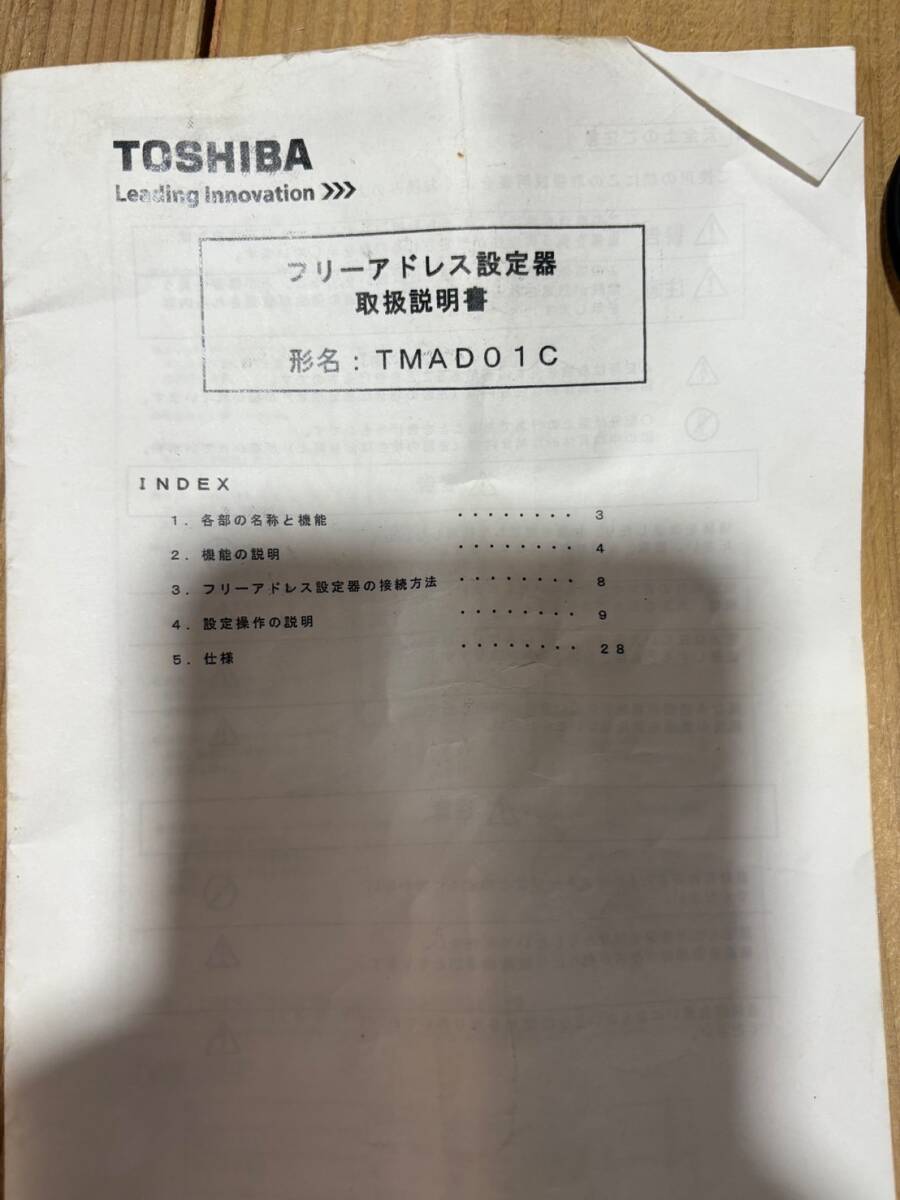 TOSHIBA
Leading Innovation >>>
フリーアドレス設定器
取扱説明書
形名：TMAD01C
INDEX
1．各部の名称と機能 ········ 3
2．機能の説明 ········ 4
3．フリーアドレス設定器の接続方法 ········ 8
4．設定操作の説明 ········ 9
5．仕様 ········ 28